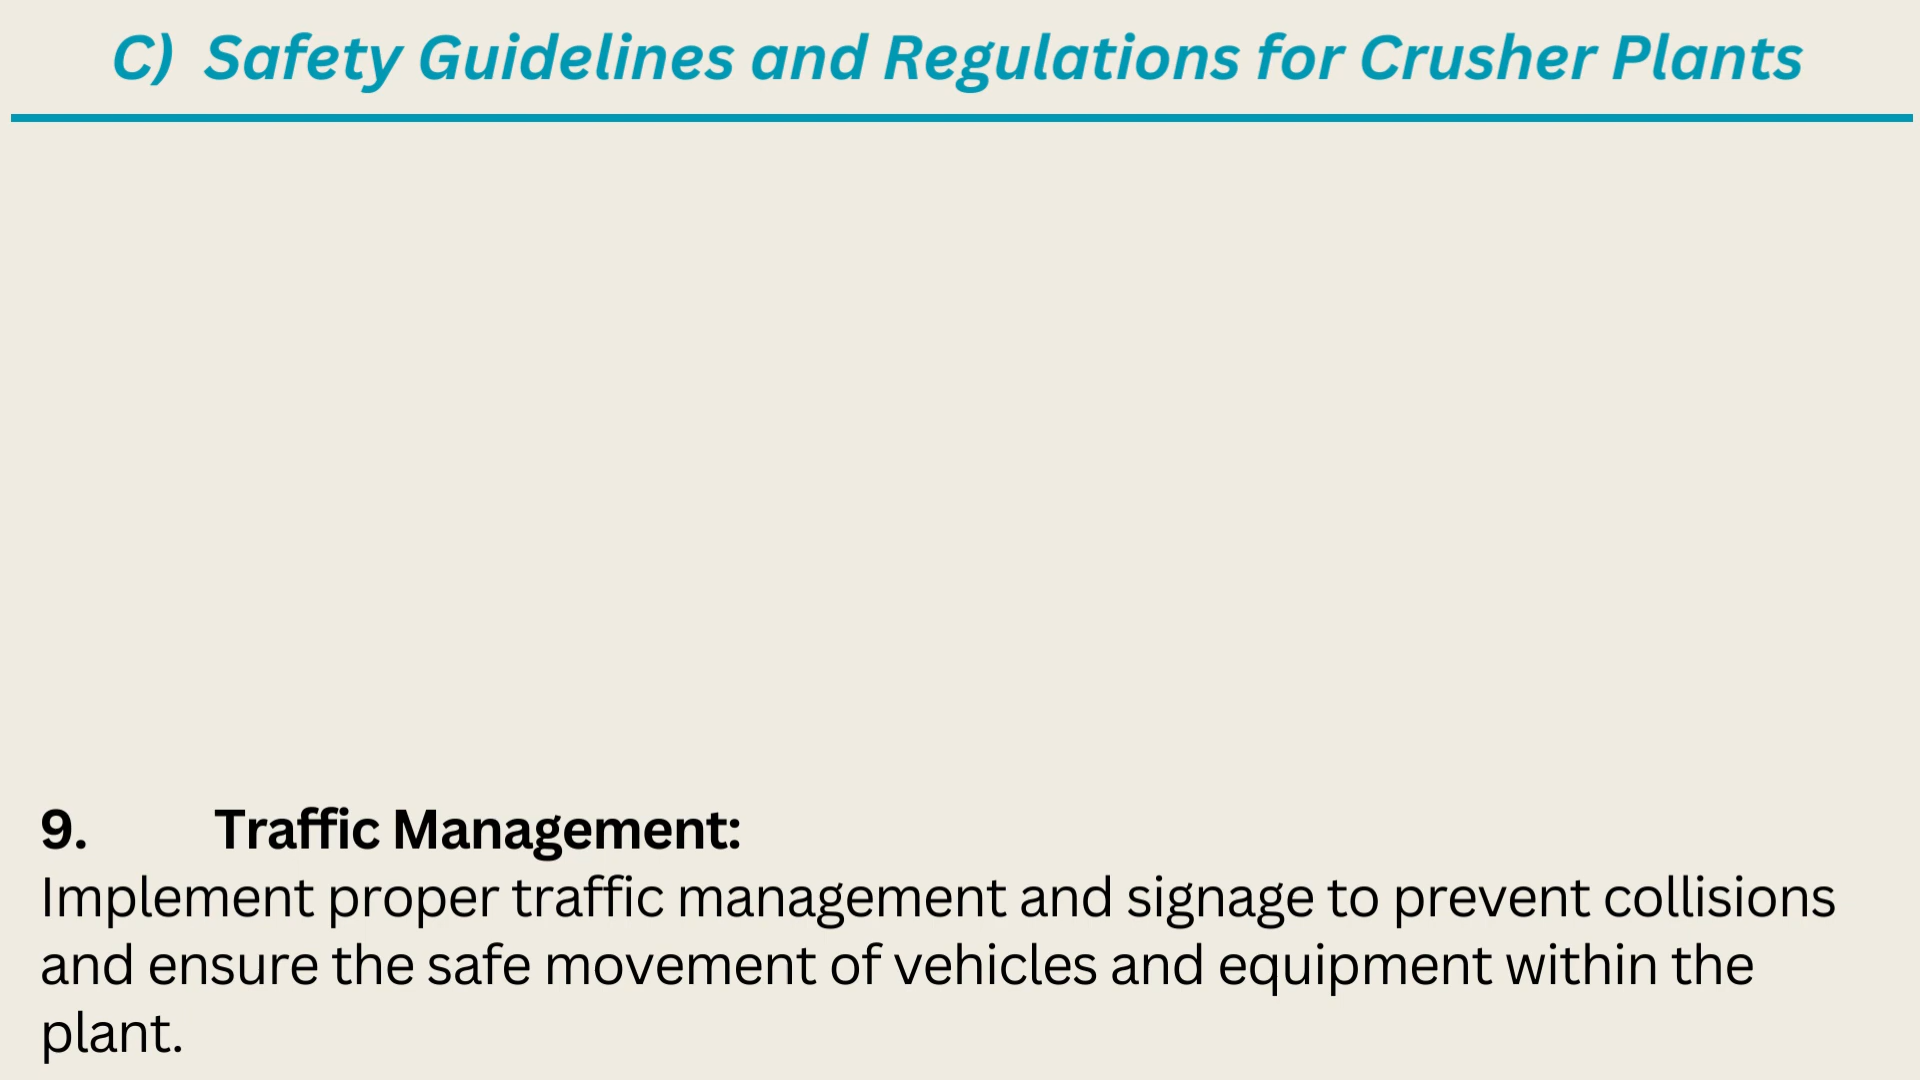 C) Safety Guidelines and Regulations for Crusher Plants
9. Traffic Management:
Implement proper traffic management and signage to prevent collisions
and ensure the safe movement of vehicles and equipment within the
plant.